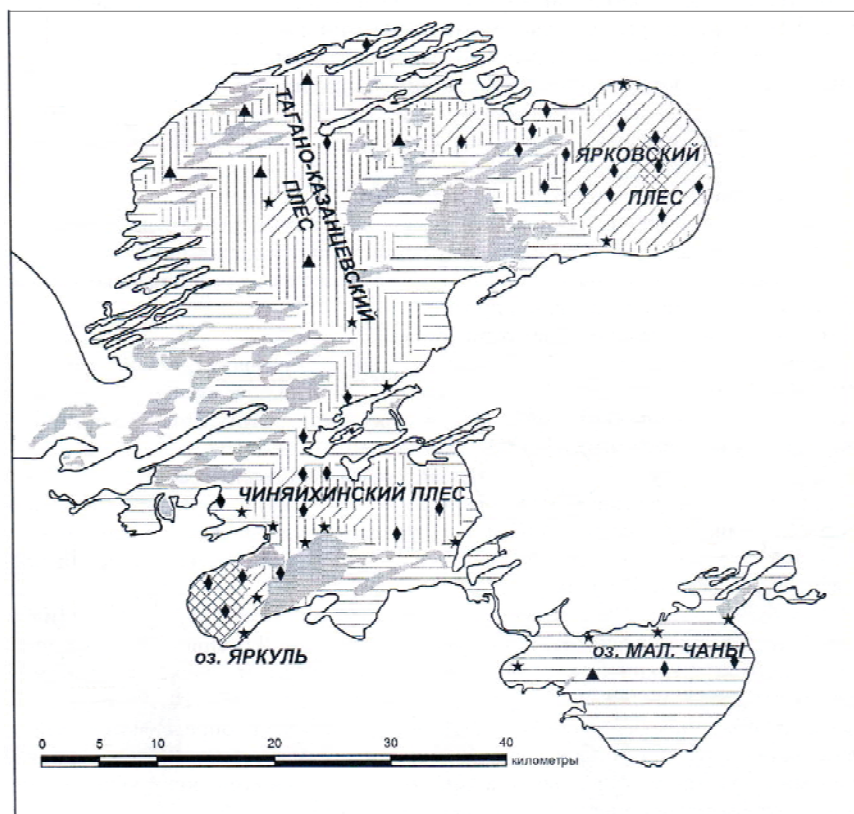 ТАГАНО-КАЗАНЦЕВСКИЙ
ПЛЕС
ЯРКОВСКИЙ
ПЛЕС
ЧИНЯИХИНСКИЙ ПЛЕС
оз. ЯРКУЛЬ
оз. МАЛ. ЧАНЫ
0 5 10 20 30 40
километры